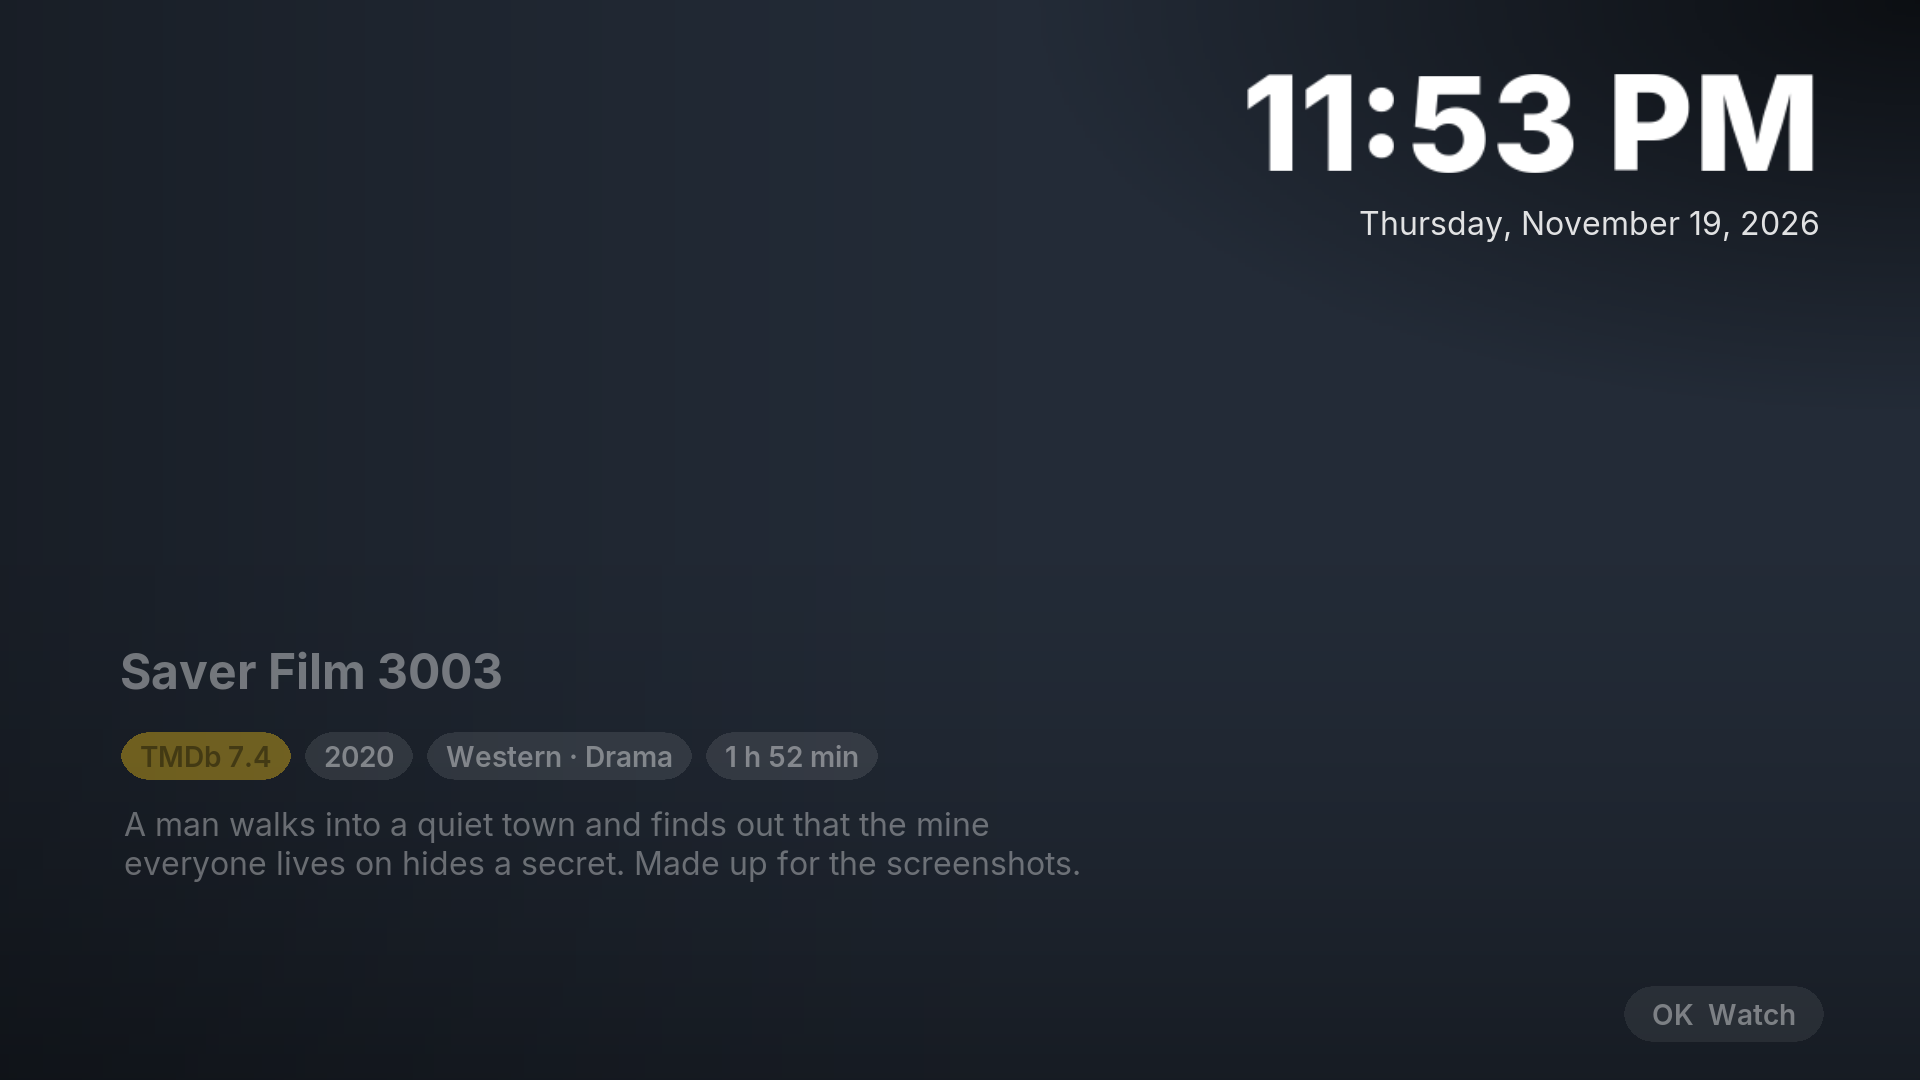 11:53 PM
Thursday, November 19, 2026
Saver Film 3003
TMDb 7.4 2020 Western · Drama 1 h 52 min
A man walks into a quiet town and finds out that the mine
everyone lives on hides a secret. Made up for the screenshots.
OK Watch